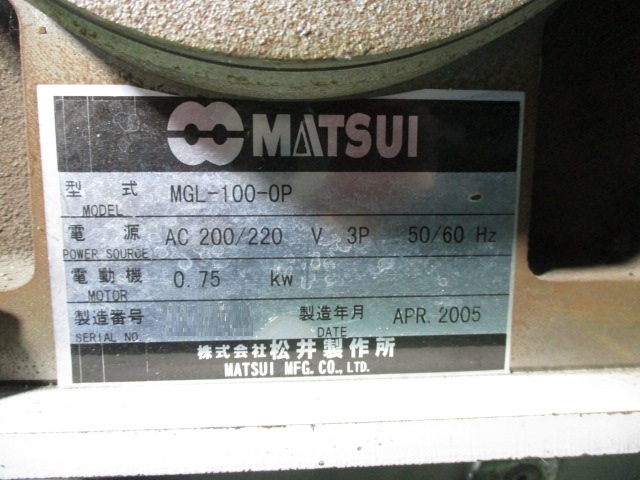 MATSUI
型式 MGL-100-0P
MODEL
電源 AC 200/220 V 3P 50/60 Hz
POWER SOURCE
電動機 0.75 kw
MOTOR
製造番号 製造年月 APR. 2005
SERIAL NO DATE
株式会社 松井製作所
MATSUI MFG. CO., LTD.